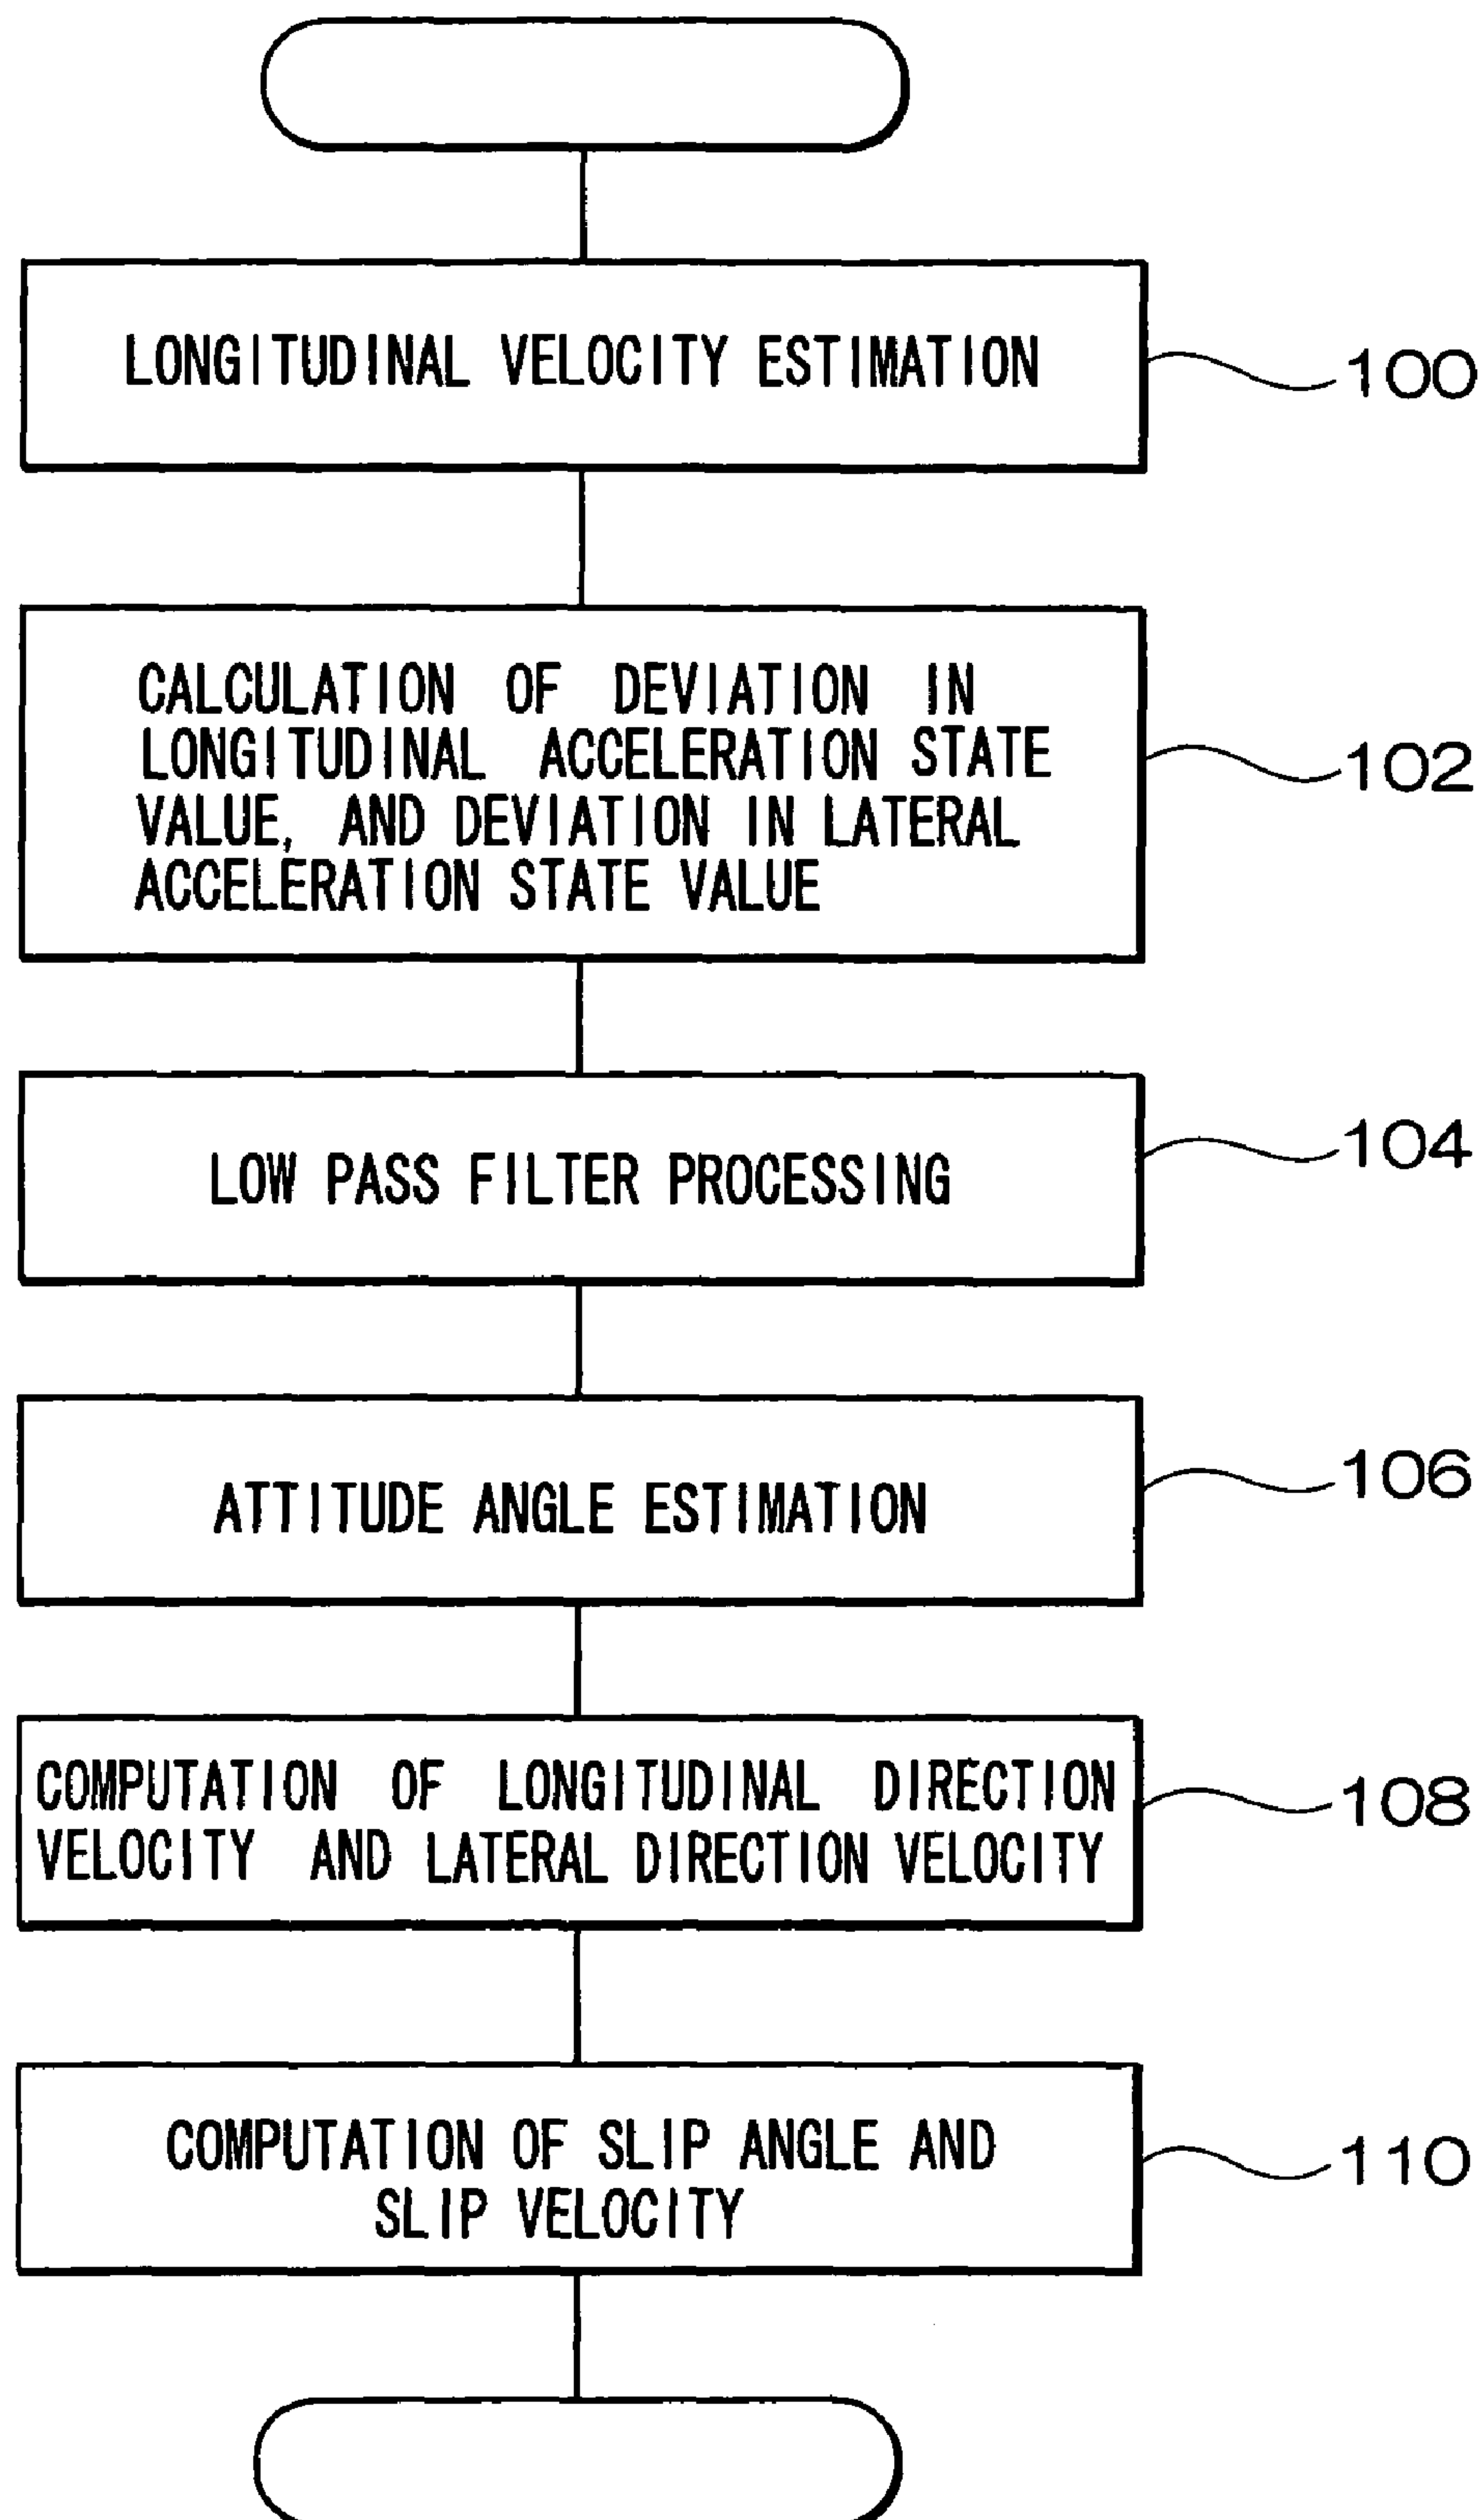 LONGITUDINAL VELOCITY ESTIMATION
100
CALCULATION OF DEVIATION IN
LONGITUDINAL ACCELERATION STATE
VALUE, AND DEVIATION IN LATERAL
ACCELERATION STATE VALUE
102
LOW PASS FILTER PROCESSING
104
ATTITUDE ANGLE ESTIMATION
106
COMPUTATION OF LONGITUDINAL DIRECTION
VELOCITY AND LATERAL DIRECTION VELOCITY
108
COMPUTATION OF SLIP ANGLE AND
SLIP VELOCITY
110